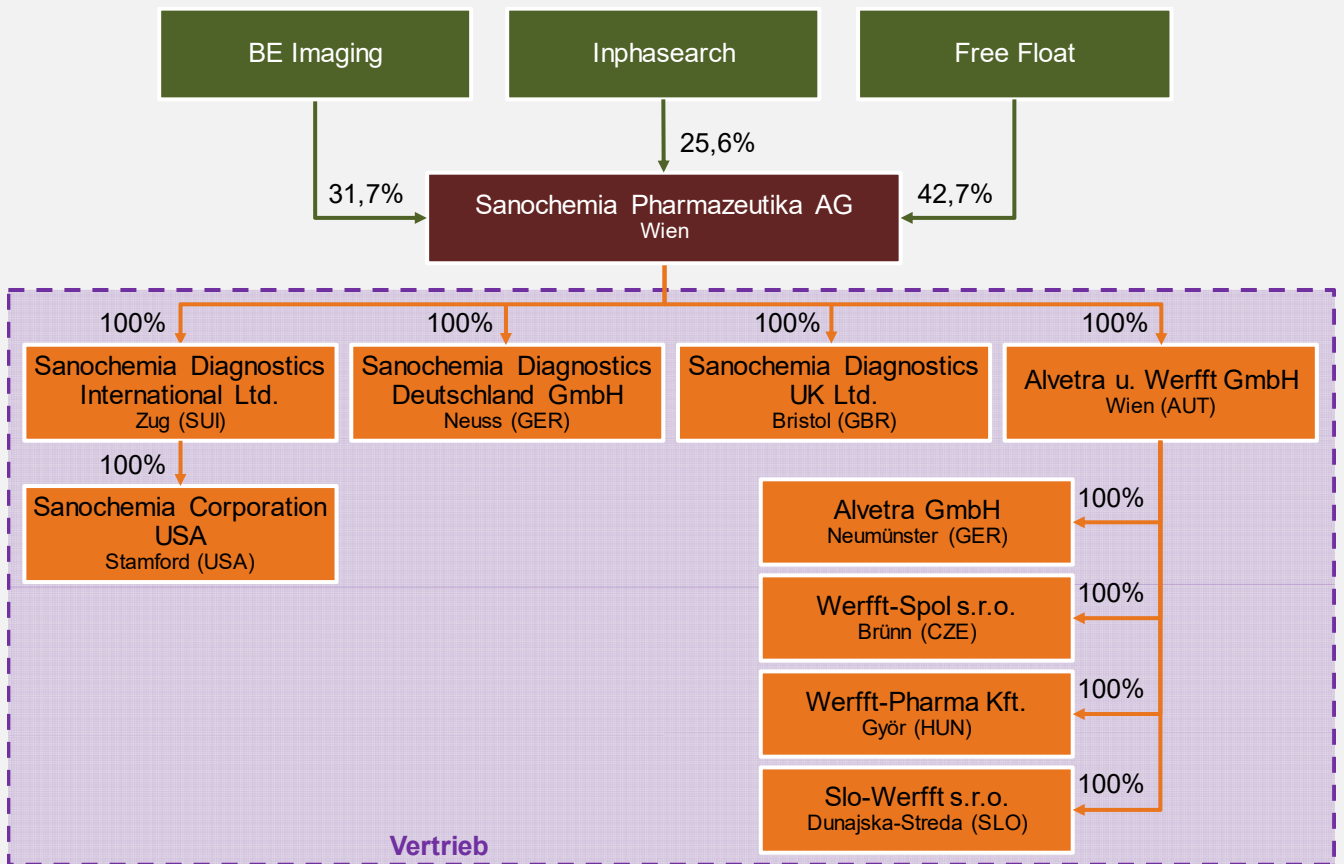 BE Imaging
Inphasearch
Free Float
25,6%
31,7%
42,7%
Sanochemia Pharmazeutika AG
Wien
100%
100%
100%
100%
Sanochemia Diagnostics
International Ltd.
Zug (SUI)
Sanochemia Diagnostics
Deutschland GmbH
Neuss (GER)
Sanochemia Diagnostics
UK Ltd.
Bristol (GBR)
Alvetra u. Werfft GmbH
Wien (AUT)
100%
Sanochemia Corporation
USA
Stamford (USA)
100%
Alvetra GmbH
Neumünster (GER)
100%
Werfft-Spol s.r.o.
Brünn (CZE)
100%
Werfft-Pharma Kft.
Györ (HUN)
100%
Slo-Werfft s.r.o.
Dunajska-Streda (SLO)
Vertrieb